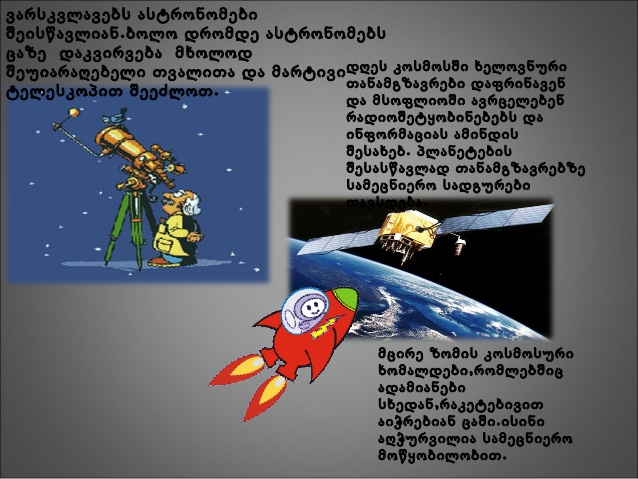 ვარსკვლავებს ასტრონომები
შეისწავლიან.ბოლო დრომდე ასტრონომებს
ცაზე დაკვირვება მხოლოდ
შეუიარაღებელი თვალითა და მარტივი
ტელესკოპით შეეძლოთ.
დღეს კოსმოსში ხელოვნური
თანამგზავრები დაფრინავენ
და მსოფლიოში ავრცელებენ
რადიოშეტყობინებებს და
ინფორმაციას ამინდის
შესახებ. პლანეტების
შესასწავლად თანამგზავრებზე
სამეცნიერო სადგურები
თავსდება.
მცირე ზომის კოსმოსური
ხომალდები,რომლებშიც
ადამიანები
სხედან,რაკეტებივით
აიჭრებიან ცაში.ისინი
აღჭურვილია სამეცნიერო
მოწყობილობით.